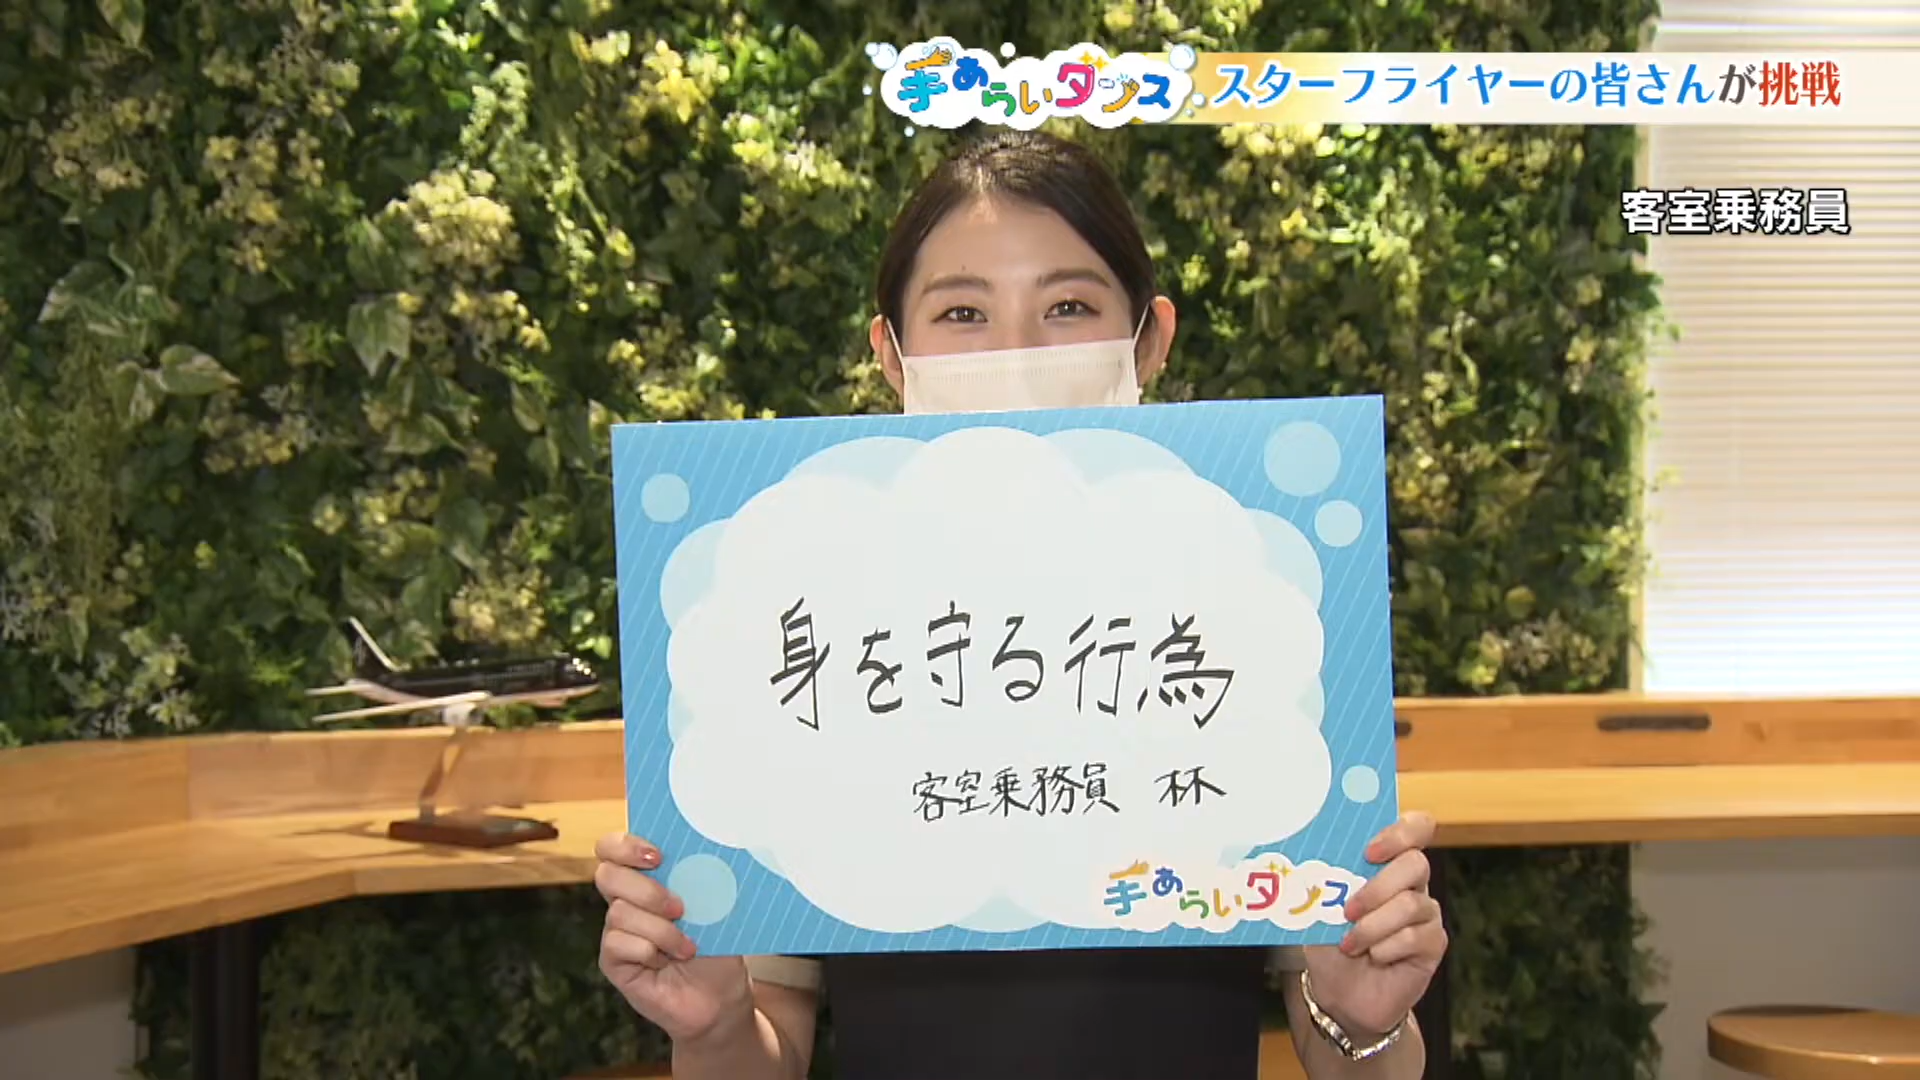 手あらいダンス スターフライヤーの皆さんが挑戦
客室乗務員
身を守る行為
客室乗務員 林
手あらいダンス